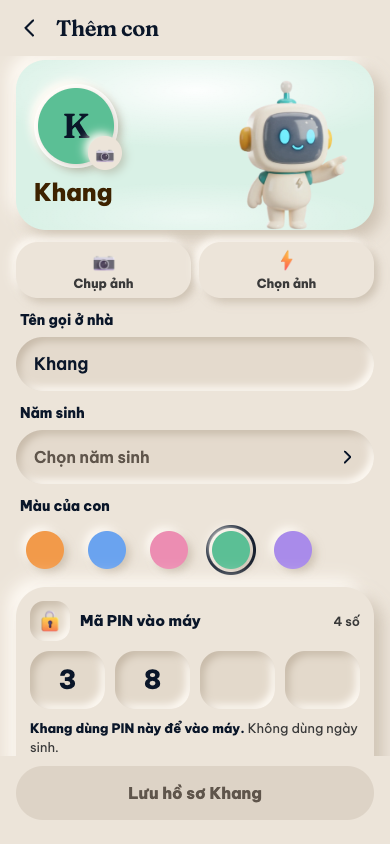 Thêm con
K
Khang
Chụp ảnh
Chọn ảnh
Tên gọi ở nhà
Khang
Năm sinh
Chọn năm sinh
Màu của con
Mã PIN vào máy
4 số
3 8
Khang dùng PIN này để vào máy. Không dùng ngày
sinh.
Lưu hồ sơ Khang